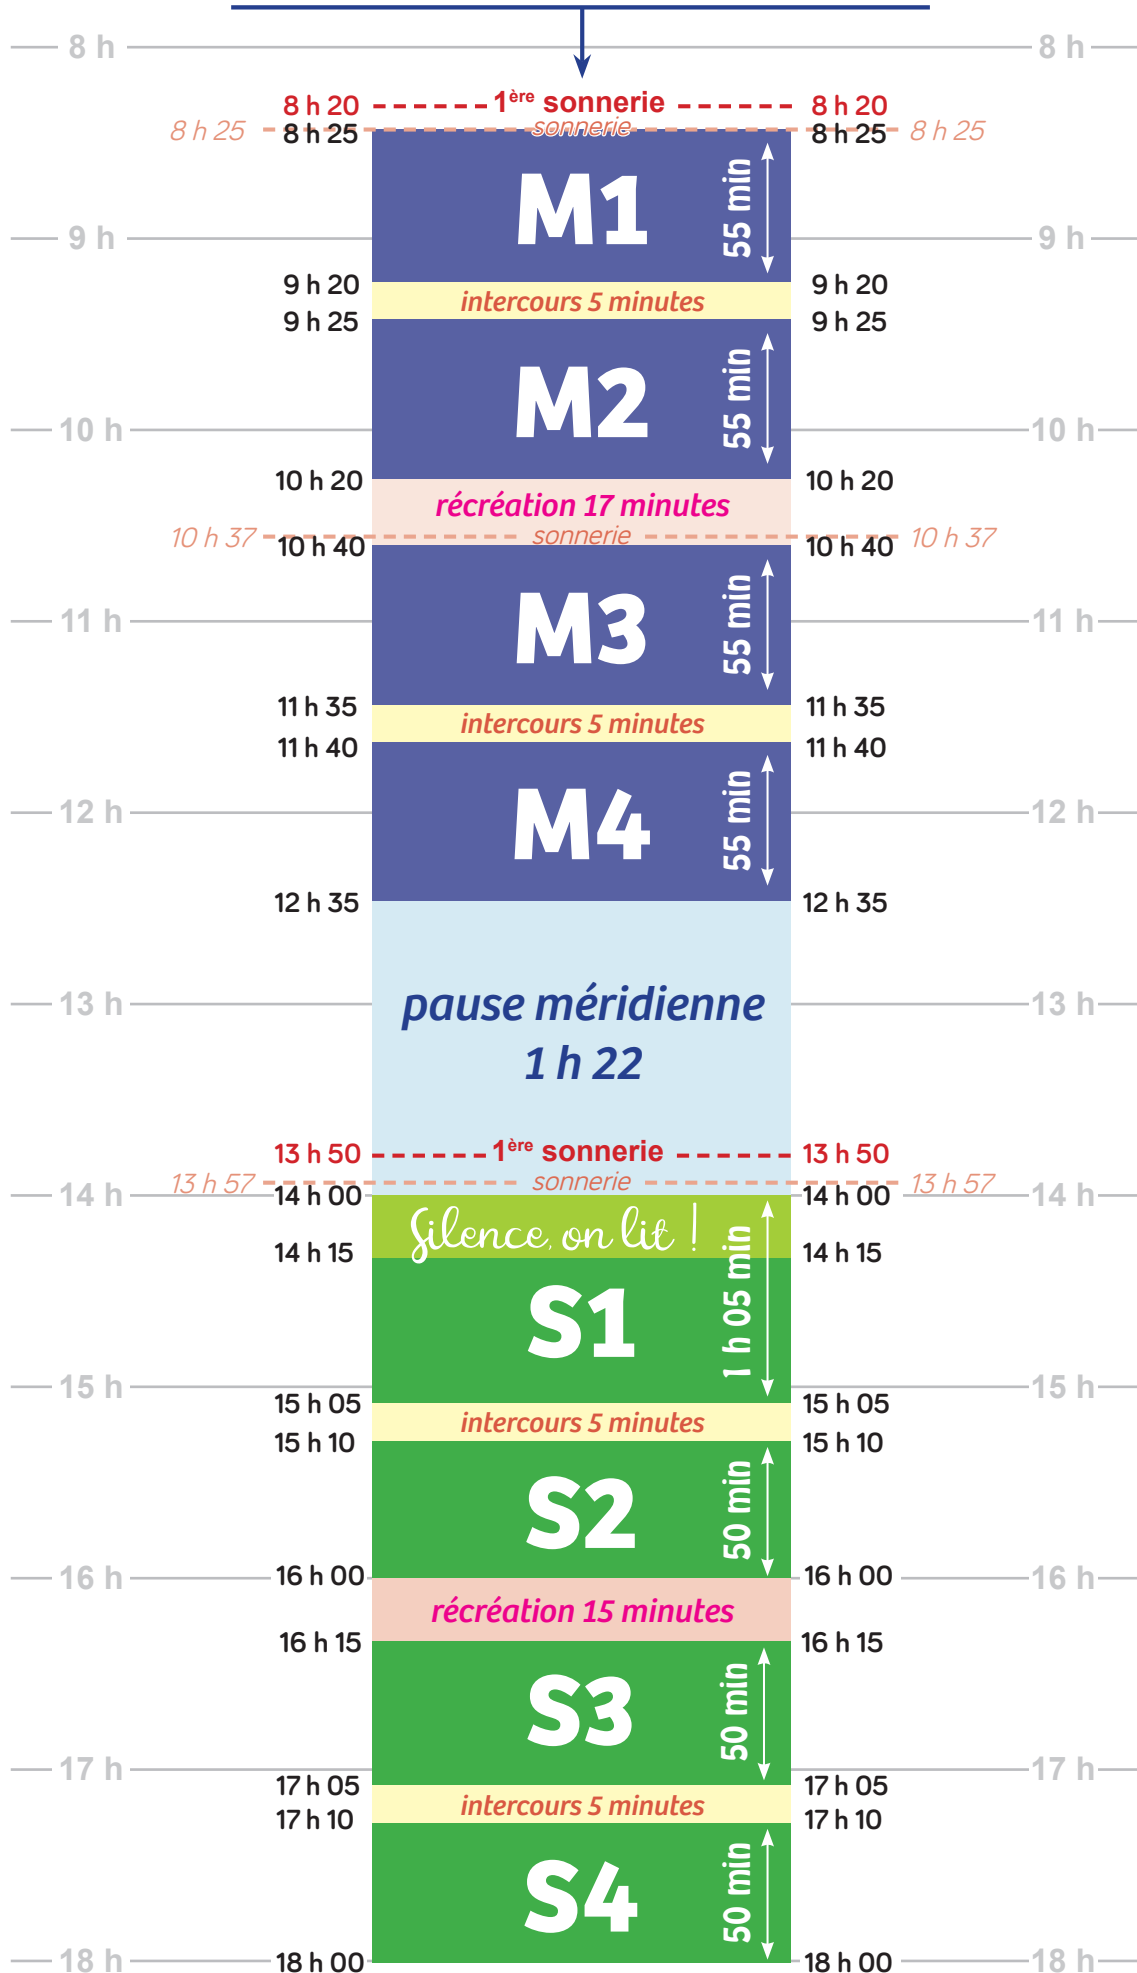 8 h 8 h
8 h 20 1ère sonnerie 8 h 20
8 h 25 sonnerie 8 h 25
8 h 25 8 h 25
M1 55 min
9 h 9 h
9 h 20 9 h 20
intercours 5 minutes
9 h 25 9 h 25
M2 55 min
10 h 10 h
10 h 20 10 h 20
récréation 17 minutes
10 h 37 sonnerie 10 h 37
10 h 40 10 h 40
M3 55 min
11 h 11 h
11 h 35 11 h 35
intercours 5 minutes
11 h 40 11 h 40
M4 55 min
12 h 12 h
12 h 35 12 h 35
13 h pause méridienne 13 h
1 h 22
13 h 50 1ère sonnerie 13 h 50
13 h 57 sonnerie 13 h 57
14 h 14 h 00 14 h 00 14 h
Silence, on lit !
14 h 15 14 h 15
S1 1 h 05 min
15 h 15 h
15 h 05 15 h 05
intercours 5 minutes
15 h 10 15 h 10
S2 50 min
16 h 16 h 00 16 h 00 16 h
récréation 15 minutes
16 h 15 16 h 15
S3 50 min
17 h 17 h
17 h 05 17 h 05
intercours 5 minutes
17 h 10 17 h 10
S4 50 min
18 h 18 h 00 18 h 00 18 h